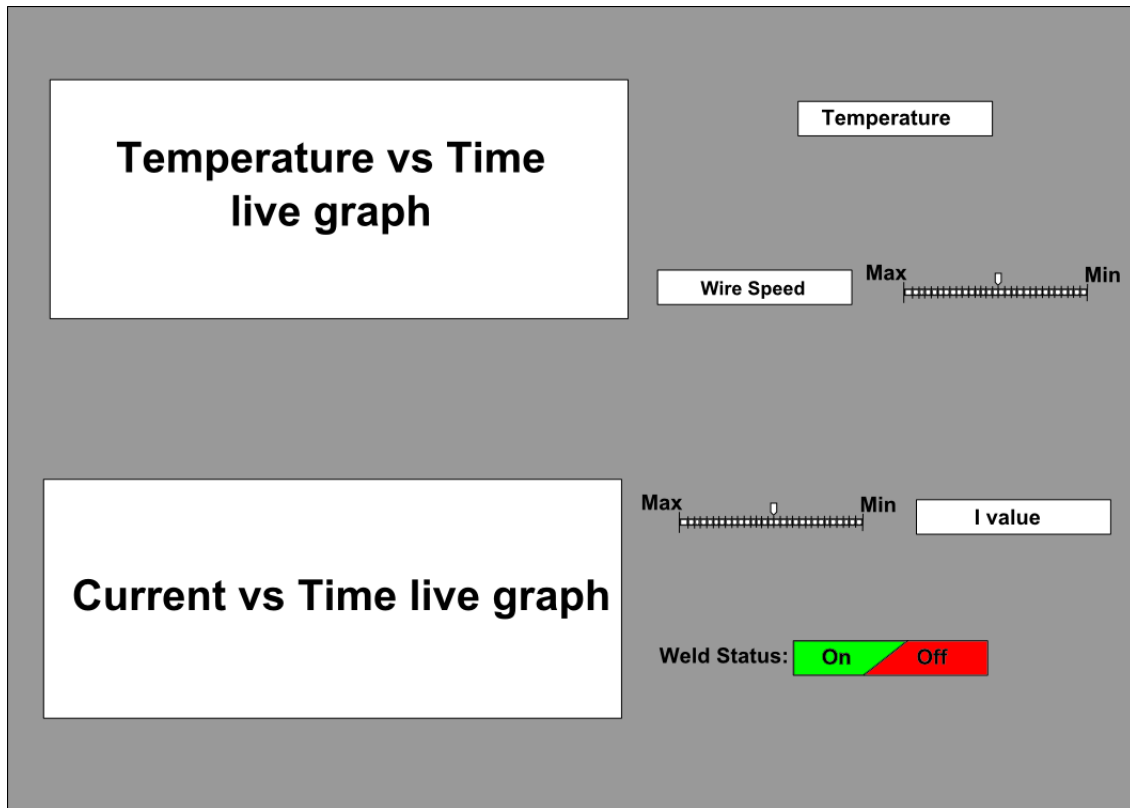 Temperature vs Time
live graph
Temperature
Wire Speed
Max
Min
Current vs Time live graph
Max
Min
I value
Weld Status:
On
Off